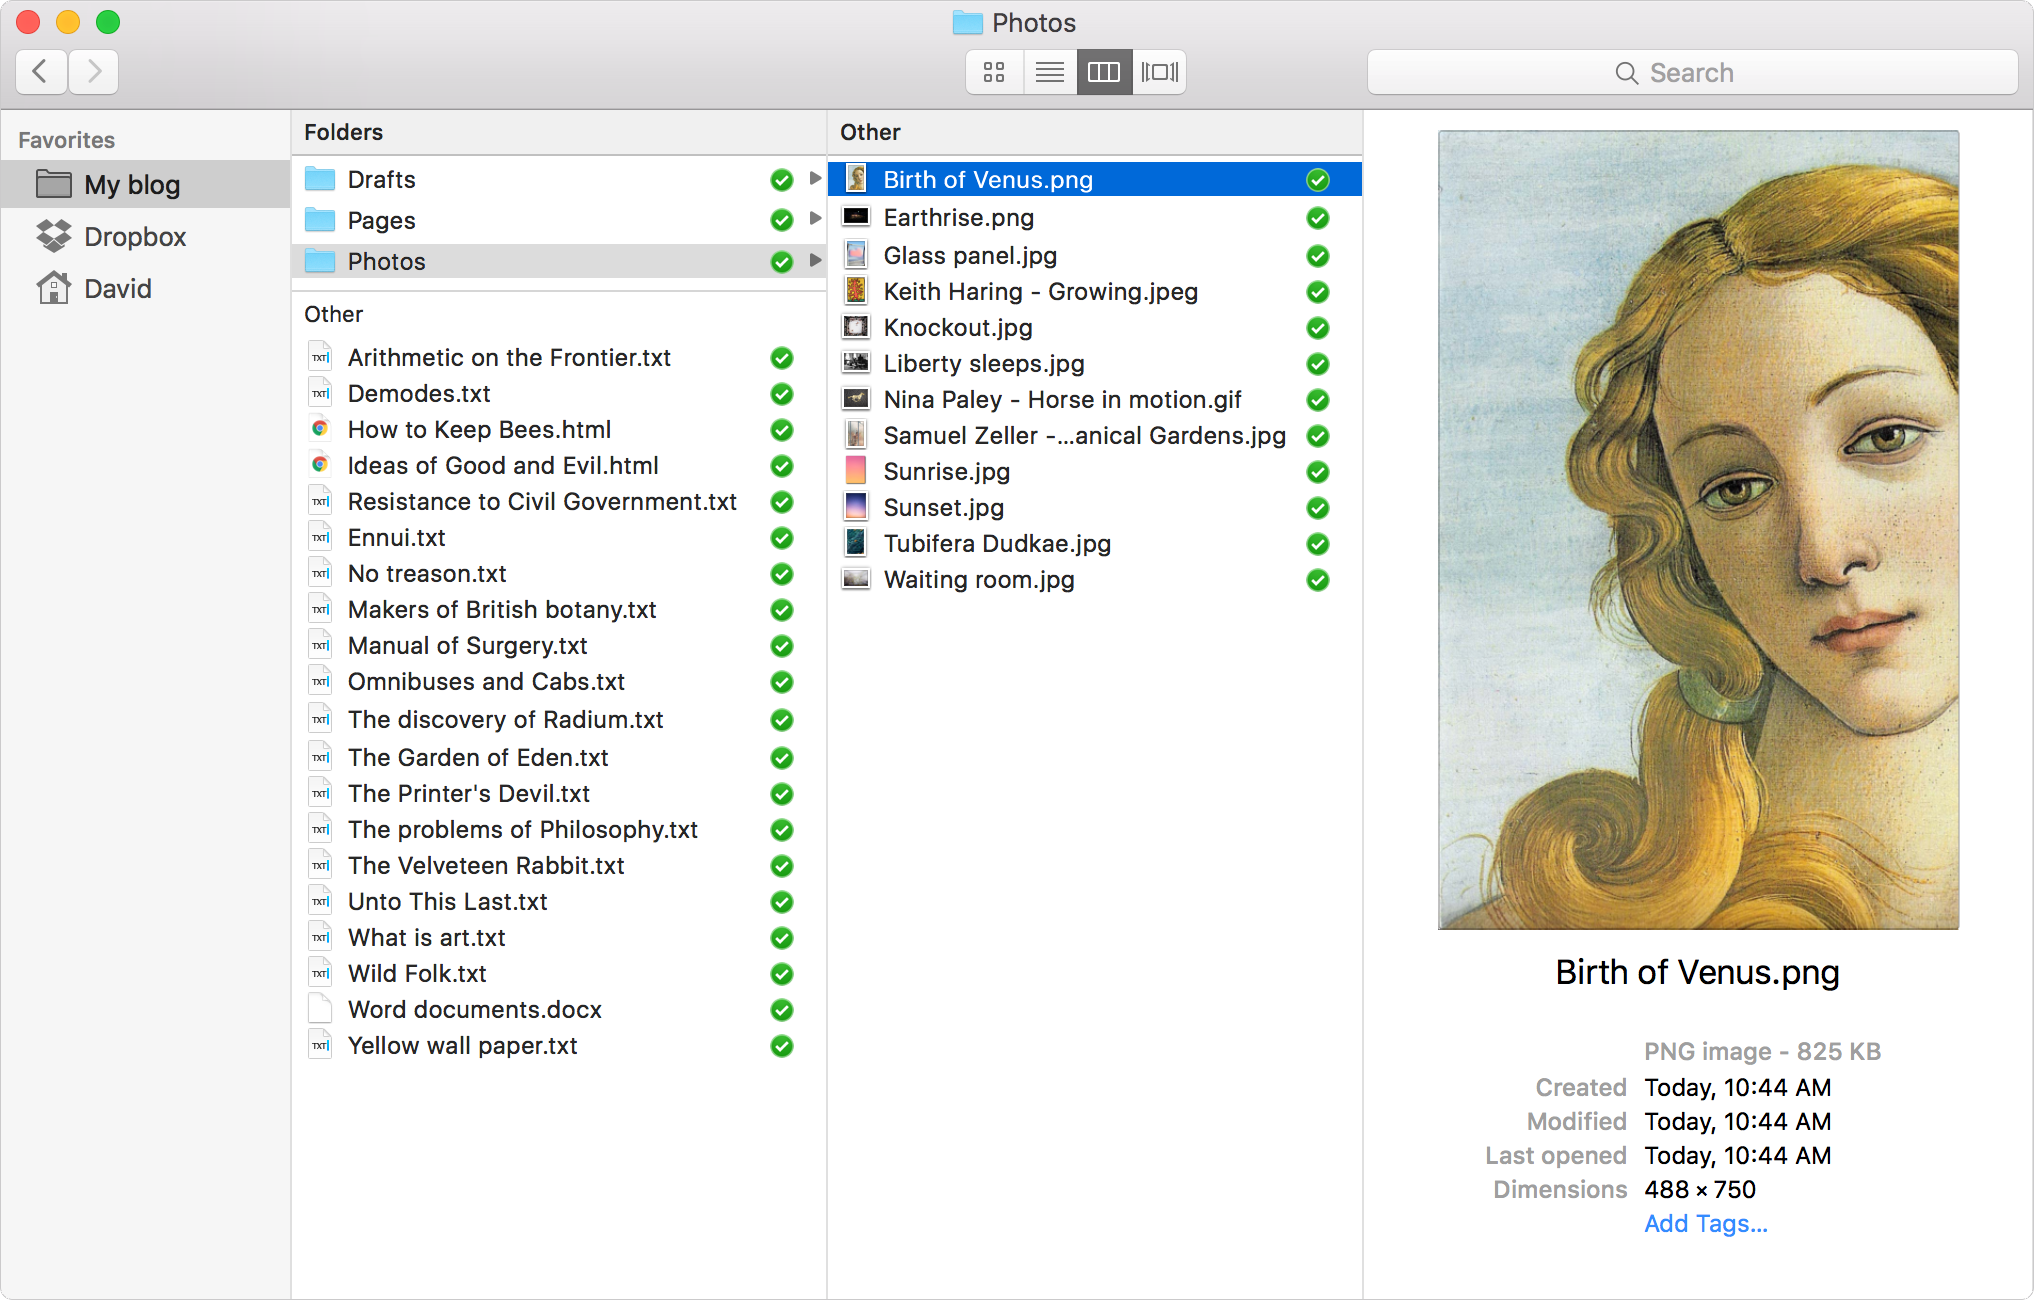 Photos
Search
Favorites
My blog
Dropbox
David
Folders
Drafts
Pages
Photos
Other
Arithmetic on the Frontier.txt
Demodes.txt
How to Keep Bees.html
Ideas of Good and Evil.html
Resistance to Civil Government.txt
Ennui.txt
No treason.txt
Makers of British botany.txt
Manual of Surgery.txt
Omnibuses and Cabs.txt
The discovery of Radium.txt
The Garden of Eden.txt
The Printer's Devil.txt
The problems of Philosophy.txt
The Velveteen Rabbit.txt
Unto This Last.txt
What is art.txt
Wild Folk.txt
Word documents.docx
Yellow wall paper.txt
Other
Birth of Venus.png
Earthrise.png
Glass panel.jpg
Keith Haring - Growing.jpeg
Knockout.jpg
Liberty sleeps.jpg
Nina Paley - Horse in motion.gif
Samuel Zeller -...anical Gardens.jpg
Sunrise.jpg
Sunset.jpg
Tubifera Dudkae.jpg
Waiting room.jpg
Birth of Venus.png
PNG image - 825 KB
Created Today, 10:44 AM
Modified Today, 10:44 AM
Last opened Today, 10:44 AM
Dimensions 488 × 750
Add Tags...